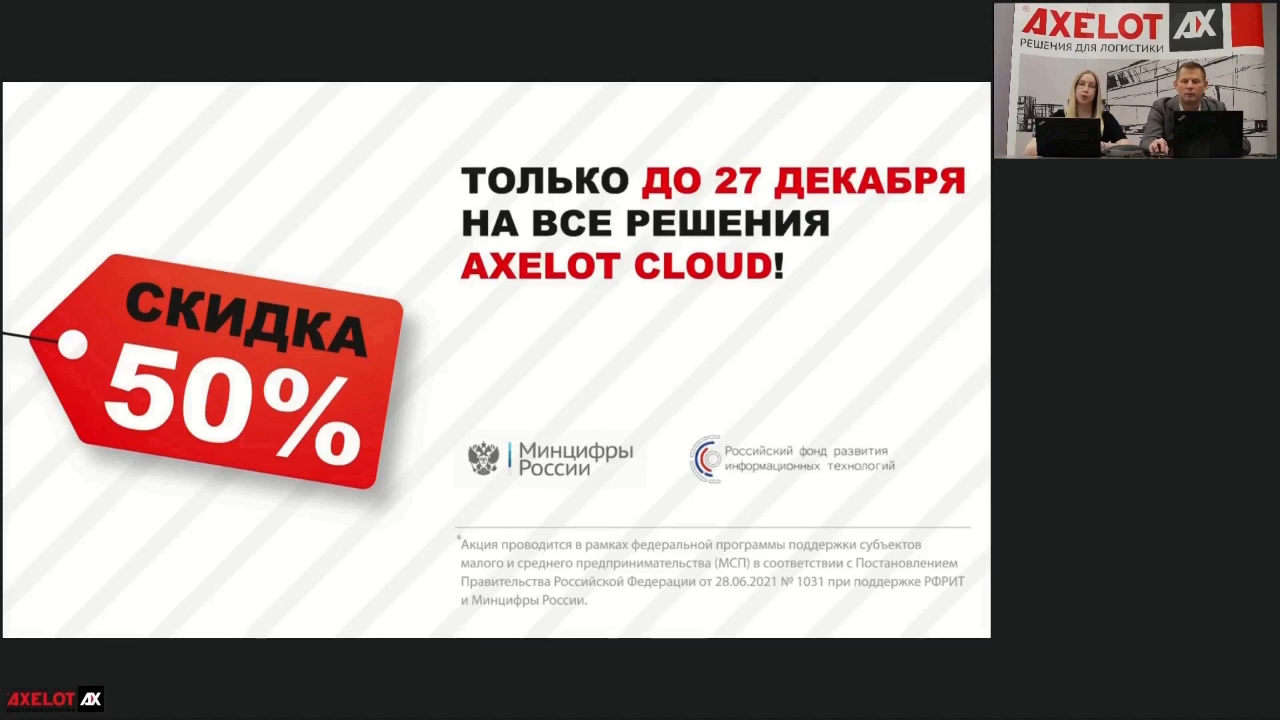 AXELOT AX
РЕШЕНИЯ ДЛЯ ЛОГИСТИКИ
ТОЛЬКО ДО 27 ДЕКАБРЯ
НА ВСЕ РЕШЕНИЯ
AXELOT CLOUD!
СКИДКА
50%
Минцифры
России
Российский фонд развития
информационных технологий
*Акция проводится в рамках федеральной программы поддержки субъектов
малого и среднего предпринимательства (МСП) в соответствии с Постановлением
Правительства Российской Федерации от 28.06.2021 № 1031 при поддержке РФРИТ
и Минцифры России.
AXELOT AX